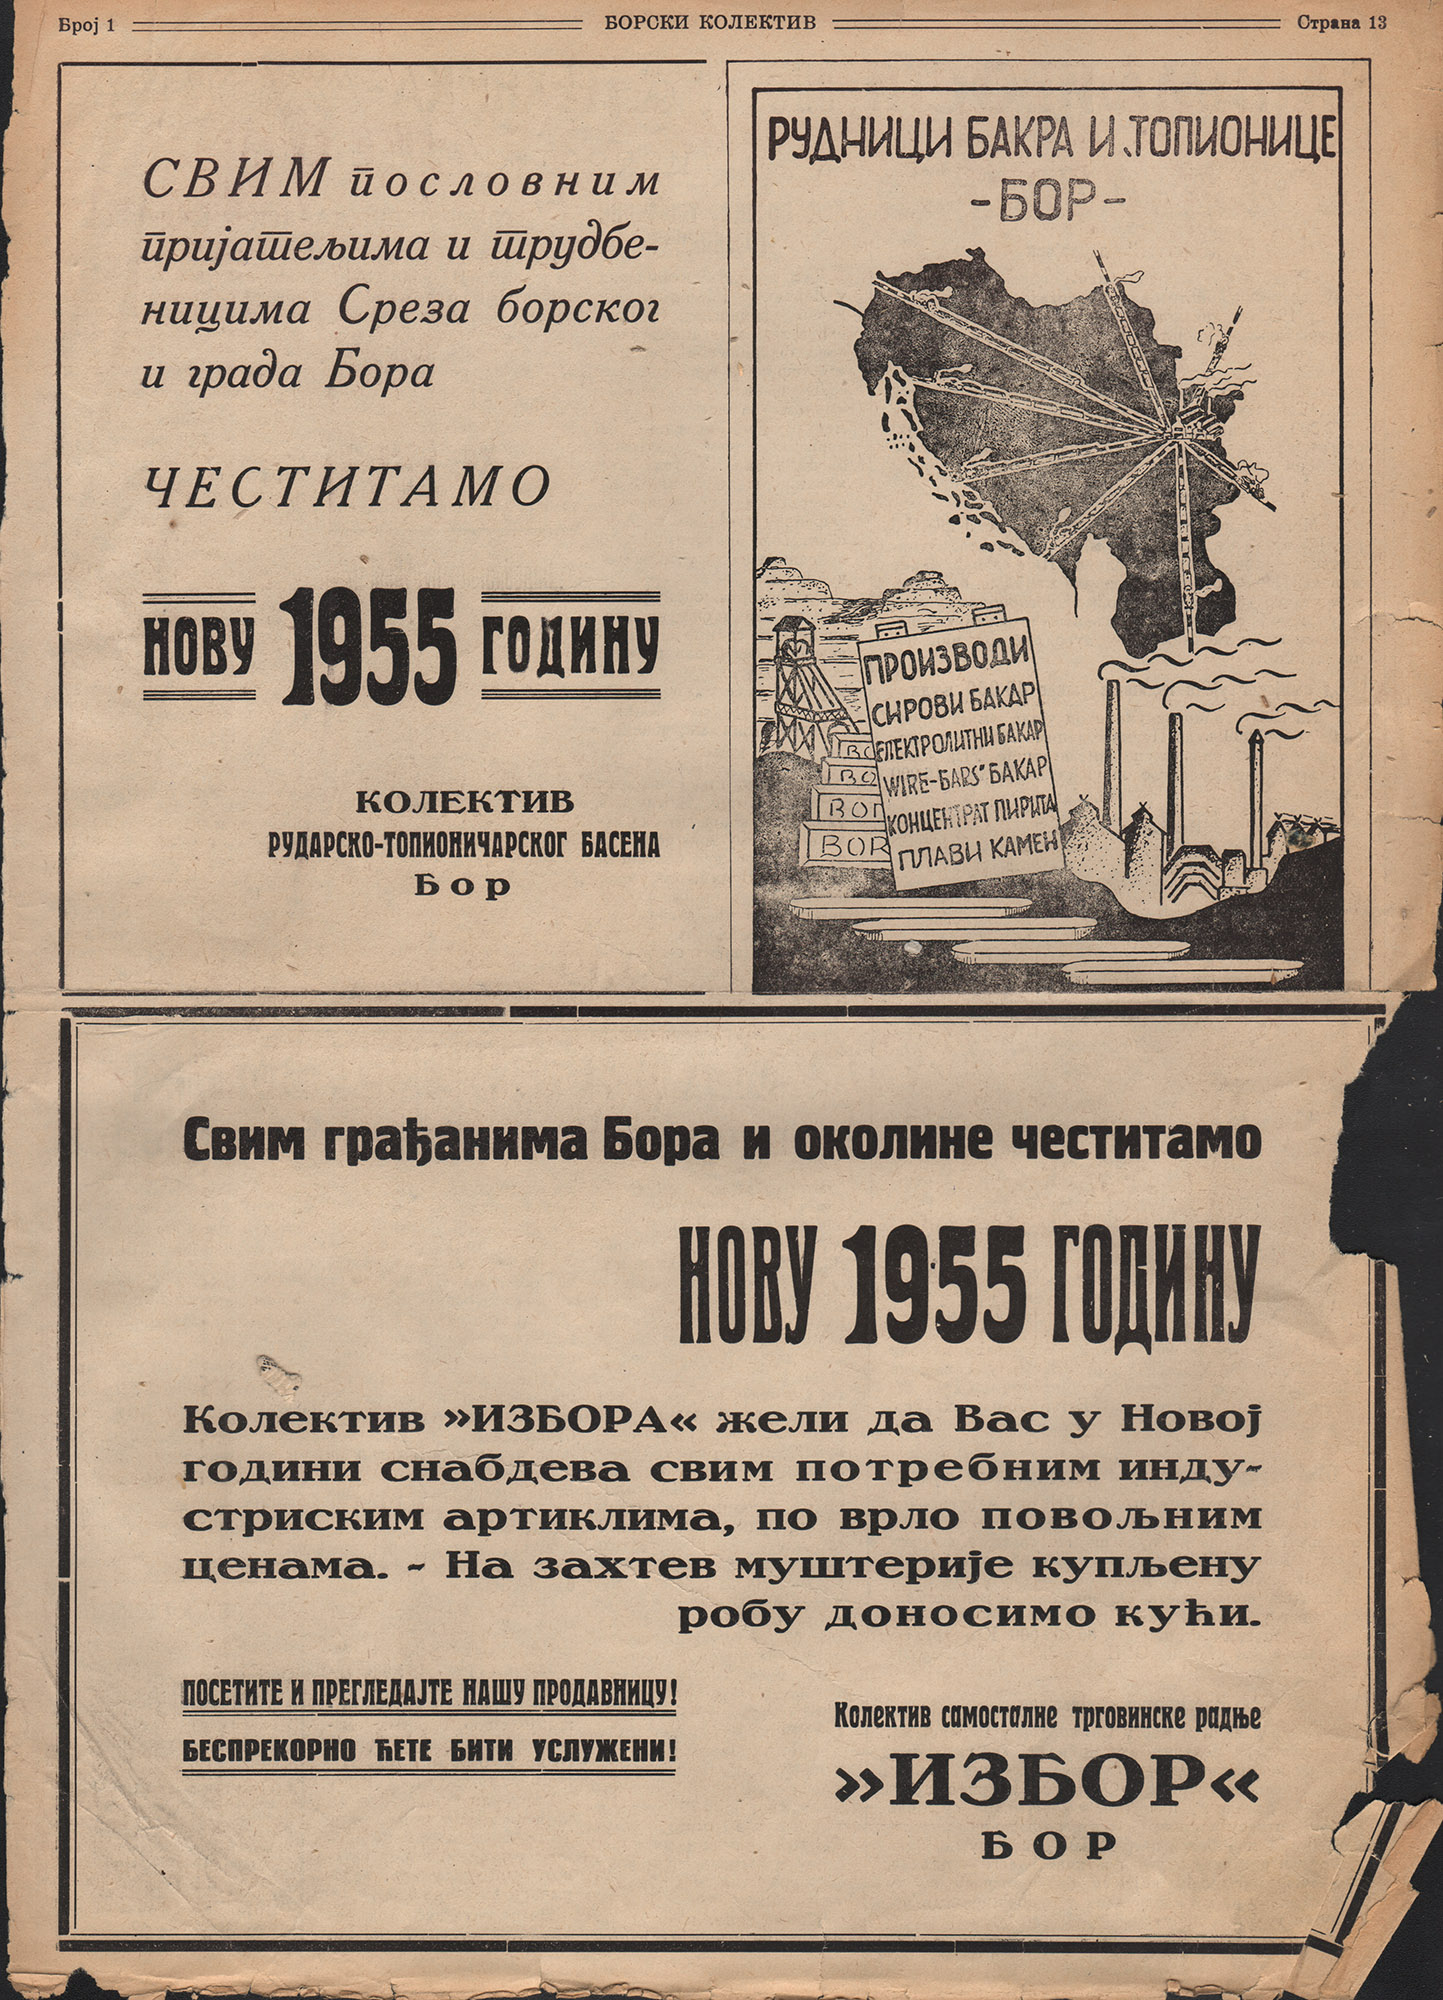 Број 1
БОРСКИ КОЛЕКТИВ
Страна 13
СВИМ пословним
пријатељима и трудбе-
ницима Среза борског
и града Бора
ЧЕСТИТАМО
НОВУ 1955 ГОДИНУ
КОЛЕКТИВ
РУДАРСКО-ТОПИОНИЧАРСКОГ БАСЕНА
БОР
РУДНИЦИ БАКРА И ТОПИОНИЦЕ
-БОР-
ПРОИЗВОДИ
СИРОВИ БАКАР
ЕЛЕКТРОЛИТНИ БАКАР
WIRE-BARS" БАКАР
КОНЦЕНТРАТ ПИРИТА
ПЛАВИ КАМЕН
BO
BO
BOR
BOR
Свим грађанима Бора и околине честитамо
НОВУ 1955 ГОДИНУ
Колектив »ИЗБОРА« жели да Вас у Новој
години снабдева свим потребним инду-
стриским артиклима, по врло повољним
ценама. - На захтев муштерије купљену
робу доносимо кући.
ПОСЕТИТЕ И ПРЕГЛЕДАЈТЕ НАШУ ПРОДАВНИЦУ!
БЕСПРЕКОРНО ЋЕТЕ БИТИ УСЛУЖЕНИ!
Колектив самосталне трговинске радње
»ИЗБОР«
БОР